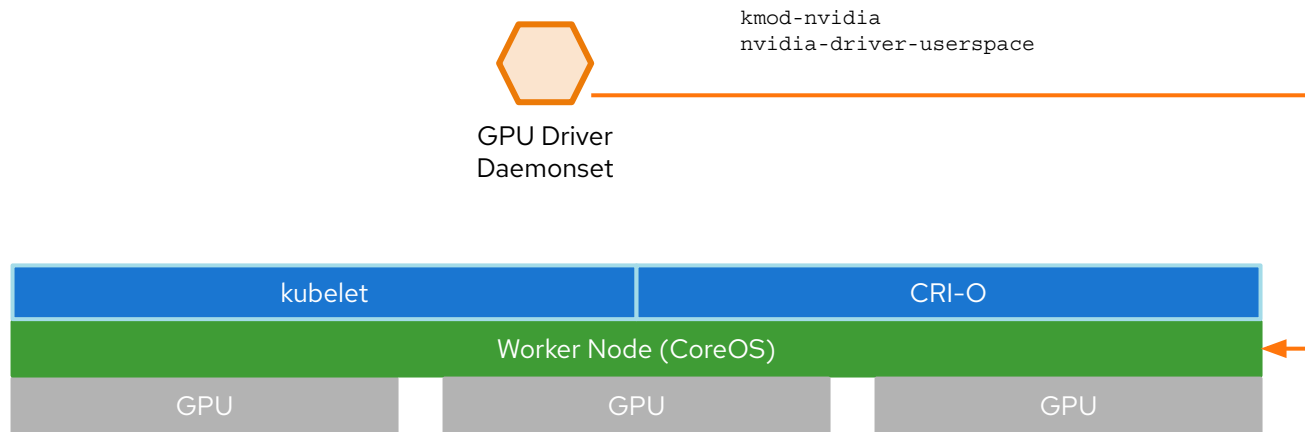 kmod-nvidia
nvidia-driver-userspace
GPU Driver
Daemonset
kubelet
CRI-O
Worker Node (CoreOS)
GPU
GPU
GPU